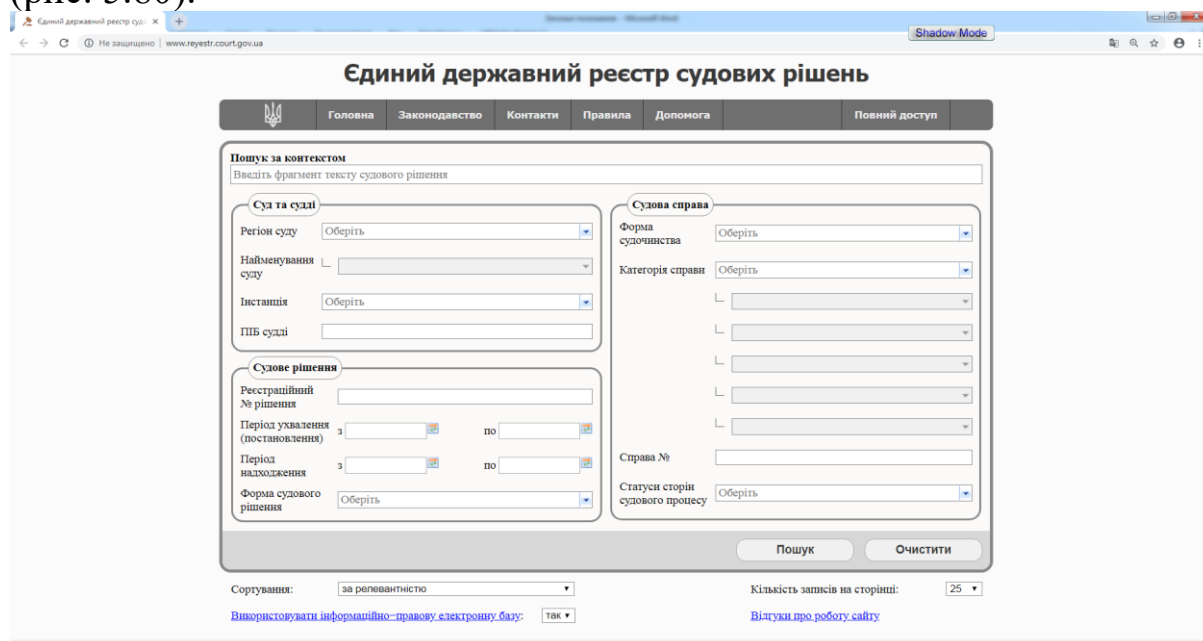 (рис. 3.80).
Єдиний державний реєстр суд ×
Shadow Mode
Не защищено | www.reyestr.court.gov.ua
Єдиний державний реєстр судових рішень
Головна Законодавство Контакти Правила Допомога Повний доступ
Пошук за контекстом
Введіть фрагмент тексту судового рішення
Суд та судді
Регіон суду Оберіть
Найменування
суду
Інстанція Оберіть
ПІБ судді
Судове рішення
Реєстраційний
№ рішення
Період ухвалення
(постановлення) з по
Період
надходження з по
Форма судового
рішення Оберіть
Судова справа
Форма
судочинства Оберіть
Категорія справи Оберіть
Справа №
Статуси сторін
судового процесу Оберіть
Пошук Очистити
Сортування: за релевантністю Кількість записів на сторінці: 25
Використовувати інформаційно-правову електронну базу: так Відгуки про роботу сайту